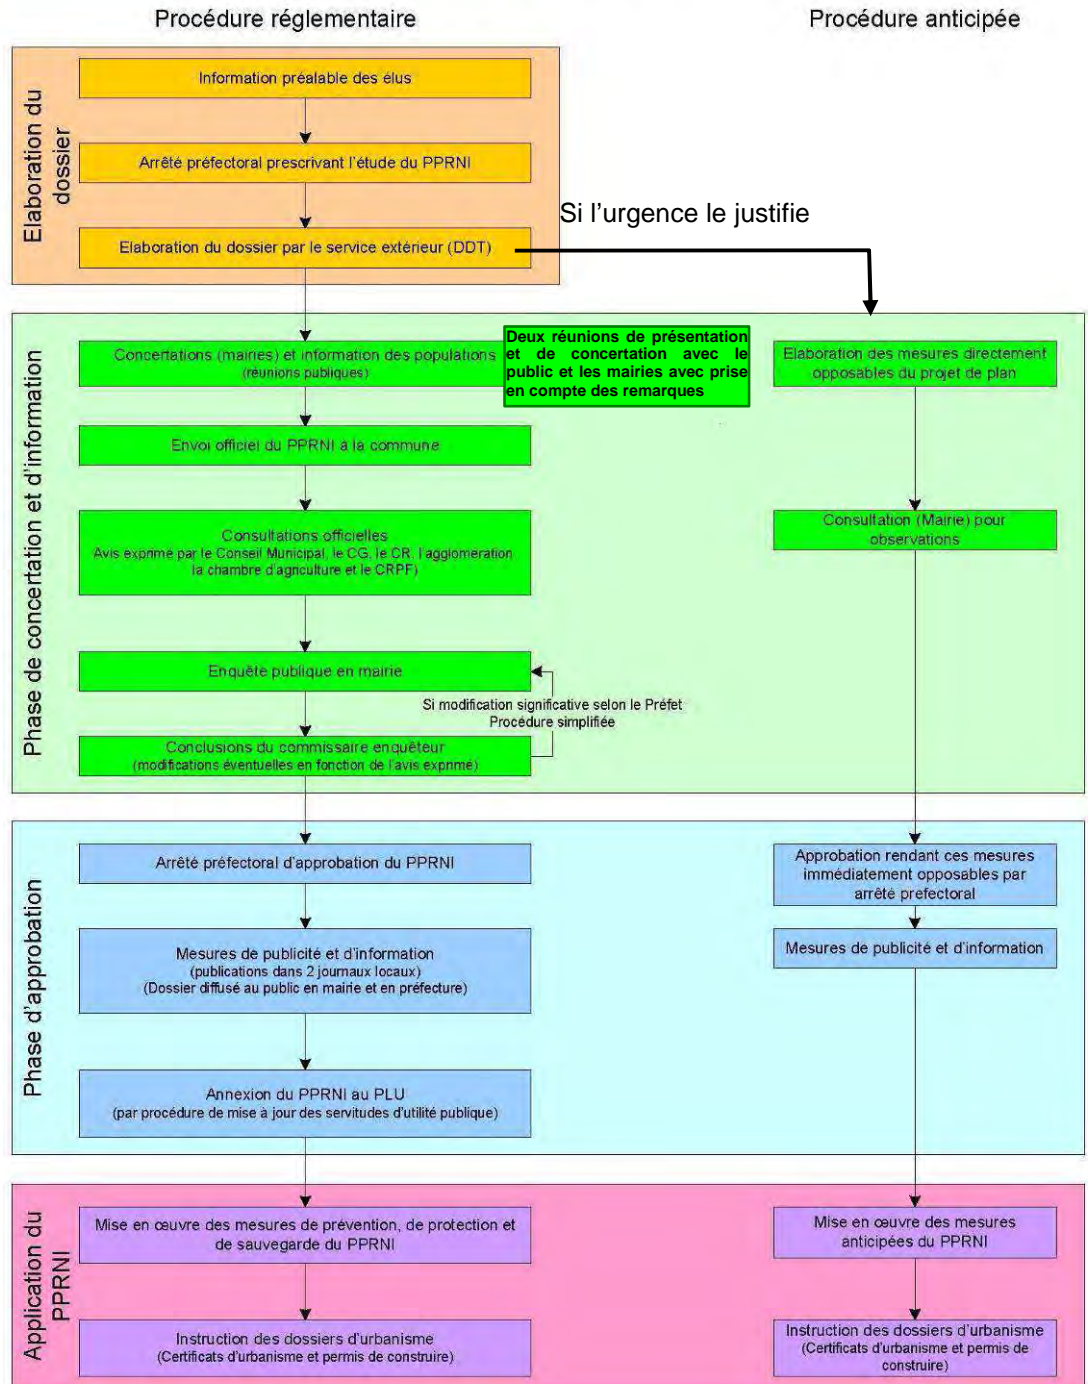 Procédure réglementaire
Procédure anticipée
Elaboration du
dossier
Information préalable des élus
Arrêté préfectoral prescrivant l'étude du PPRNI
Elaboration du dossier par le service extérieur (DDT)
Si l'urgence le justifie
Phase de concertation et d'information
Concertations (mairies) et information des populations
(réunions publiques)
Deux réunions de présentation
et de concertation avec le
public et les mairies avec prise
en compte des remarques
Elaboration des mesures directement
opposables du projet de plan
Envoi officiel du PPRNI à la commune
Consultations officielles
Avis exprimé par le Conseil Municipal, le CG, le CR, l'agglomération
la chambre d'agriculture et le CRPF)
Consultation (Mairie) pour
observations
Enquête publique en mairie
Si modification significative selon le Préfet
Procédure simplifiée
Conclusions du commissaire enquêteur
(modifications éventuelles en fonction de l'avis exprimé)
Phase d'approbation
Arrêté préfectoral d'approbation du PPRNI
Approbation rendant ces mesures
immédiatement opposables par
arrêté prefectoral
Mesures de publicité et d'information
(publications dans 2 journaux locaux)
(Dossier diffusé au public en mairie et en préfecture)
Mesures de publicité et d'information
Annexion du PPRNI au PLU
(par procédure de mise à jour des servitudes d'utilité publique)
Application du
PPRNI
Mise en œuvre des mesures de prévention, de protection et
de sauvegarde du PPRNI
Mise en œuvre des mesures
anticipées du PPRNI
Instruction des dossiers d'urbanisme
(Certificats d'urbanisme et permis de construire)
Instruction des dossiers d'urbanisme
(Certificats d'urbanisme et permis de
construire)